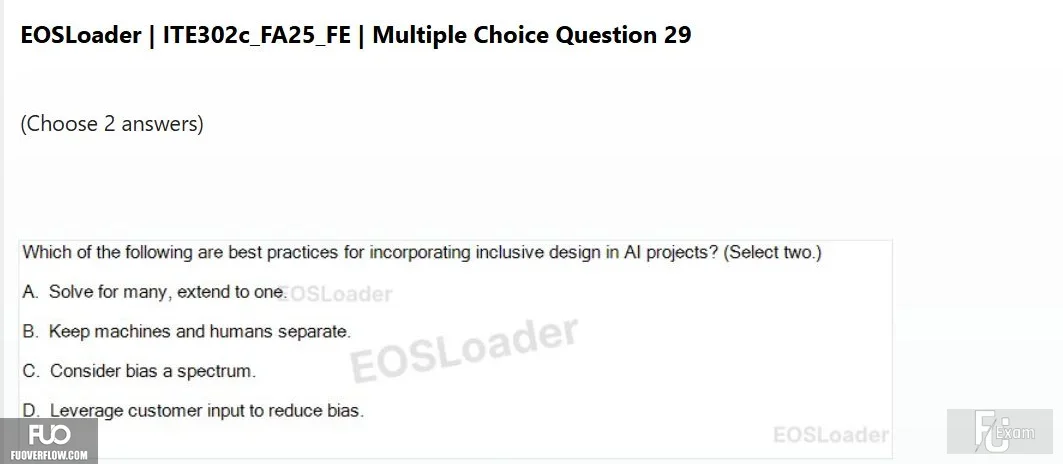 EOSLoader | ITE302c_FA25_FE | Multiple Choice Question 29
(Choose 2 answers)
Which of the following are best practices for incorporating inclusive design in AI projects? (Select two.)
A. Solve for many, extend to one.
EOSLoader
B. Keep machines and humans separate.
EOSLoader
C. Consider bias a spectrum.
D. Leverage customer input to reduce bias.
FUO
FUOVERFLOW.COM
EOSLoader
FU Exam